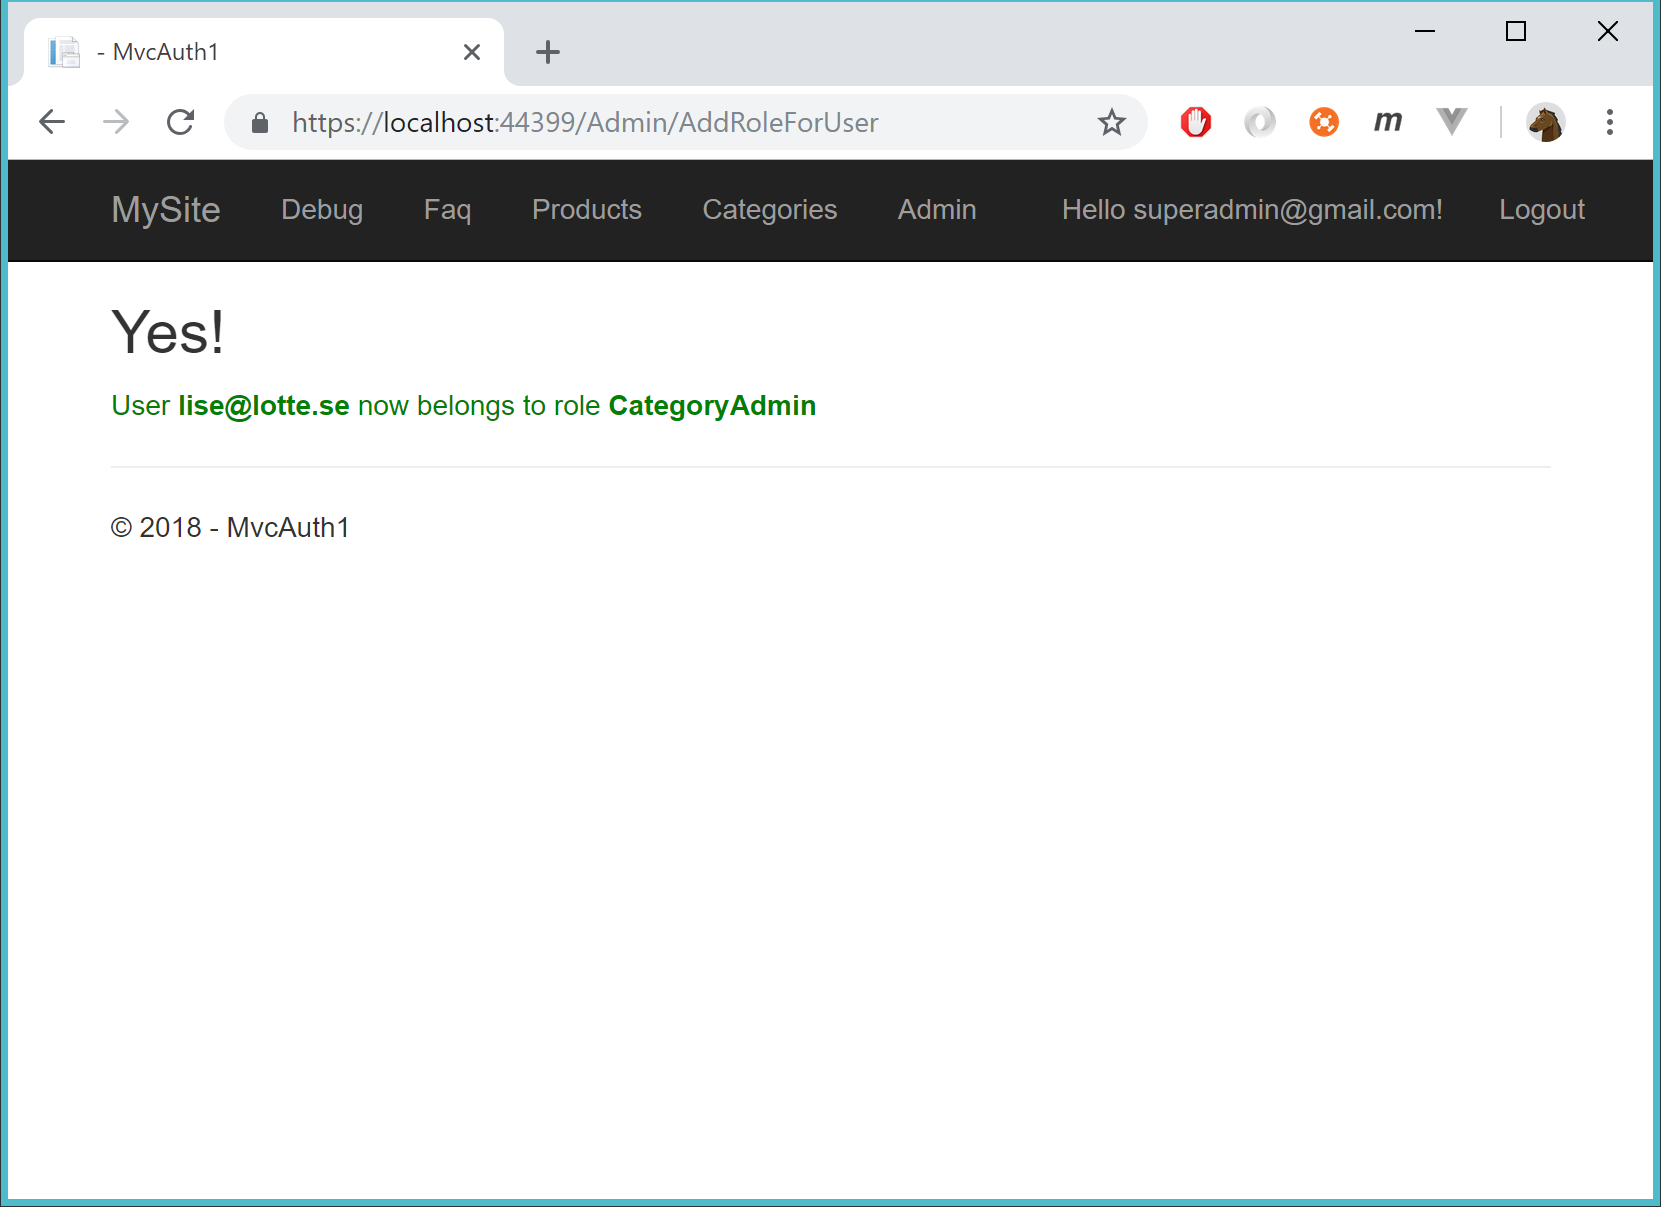 - MvcAuth1
https://localhost:44399/Admin/AddRoleForUser
m
MySite Debug Faq Products Categories Admin Hello superadmin@gmail.com! Logout
Yes!
User lise@lotte.se now belongs to role CategoryAdmin
© 2018 - MvcAuth1